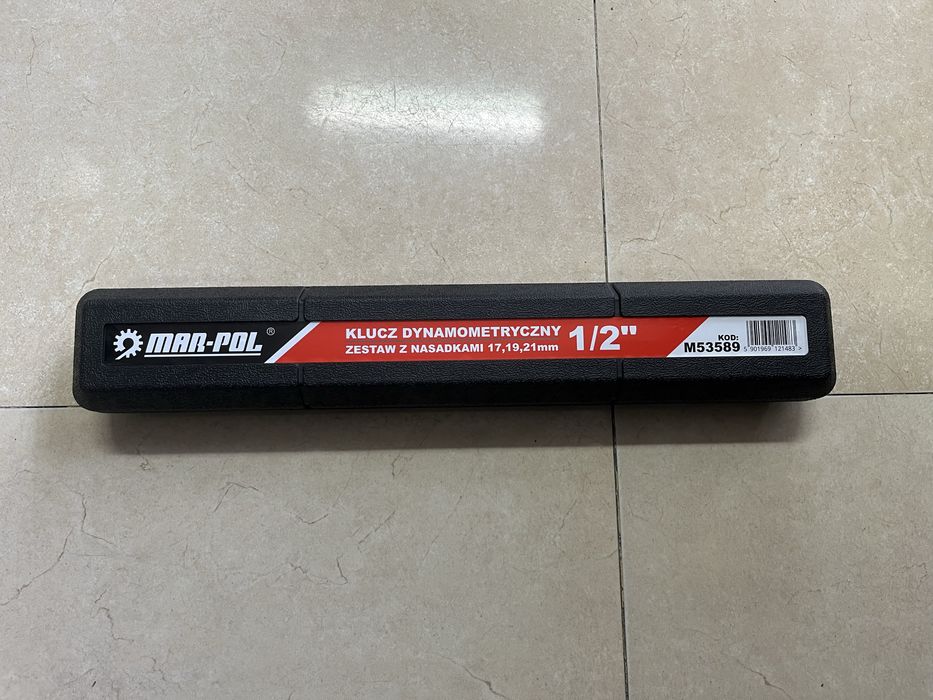 MAR-POL®
KLUCZ DYNAMOMETRYCZNY
ZESTAW Z NASADKAMI 17,19,21mm
1/2"
KOD:
M53589
5 901969 121483 >